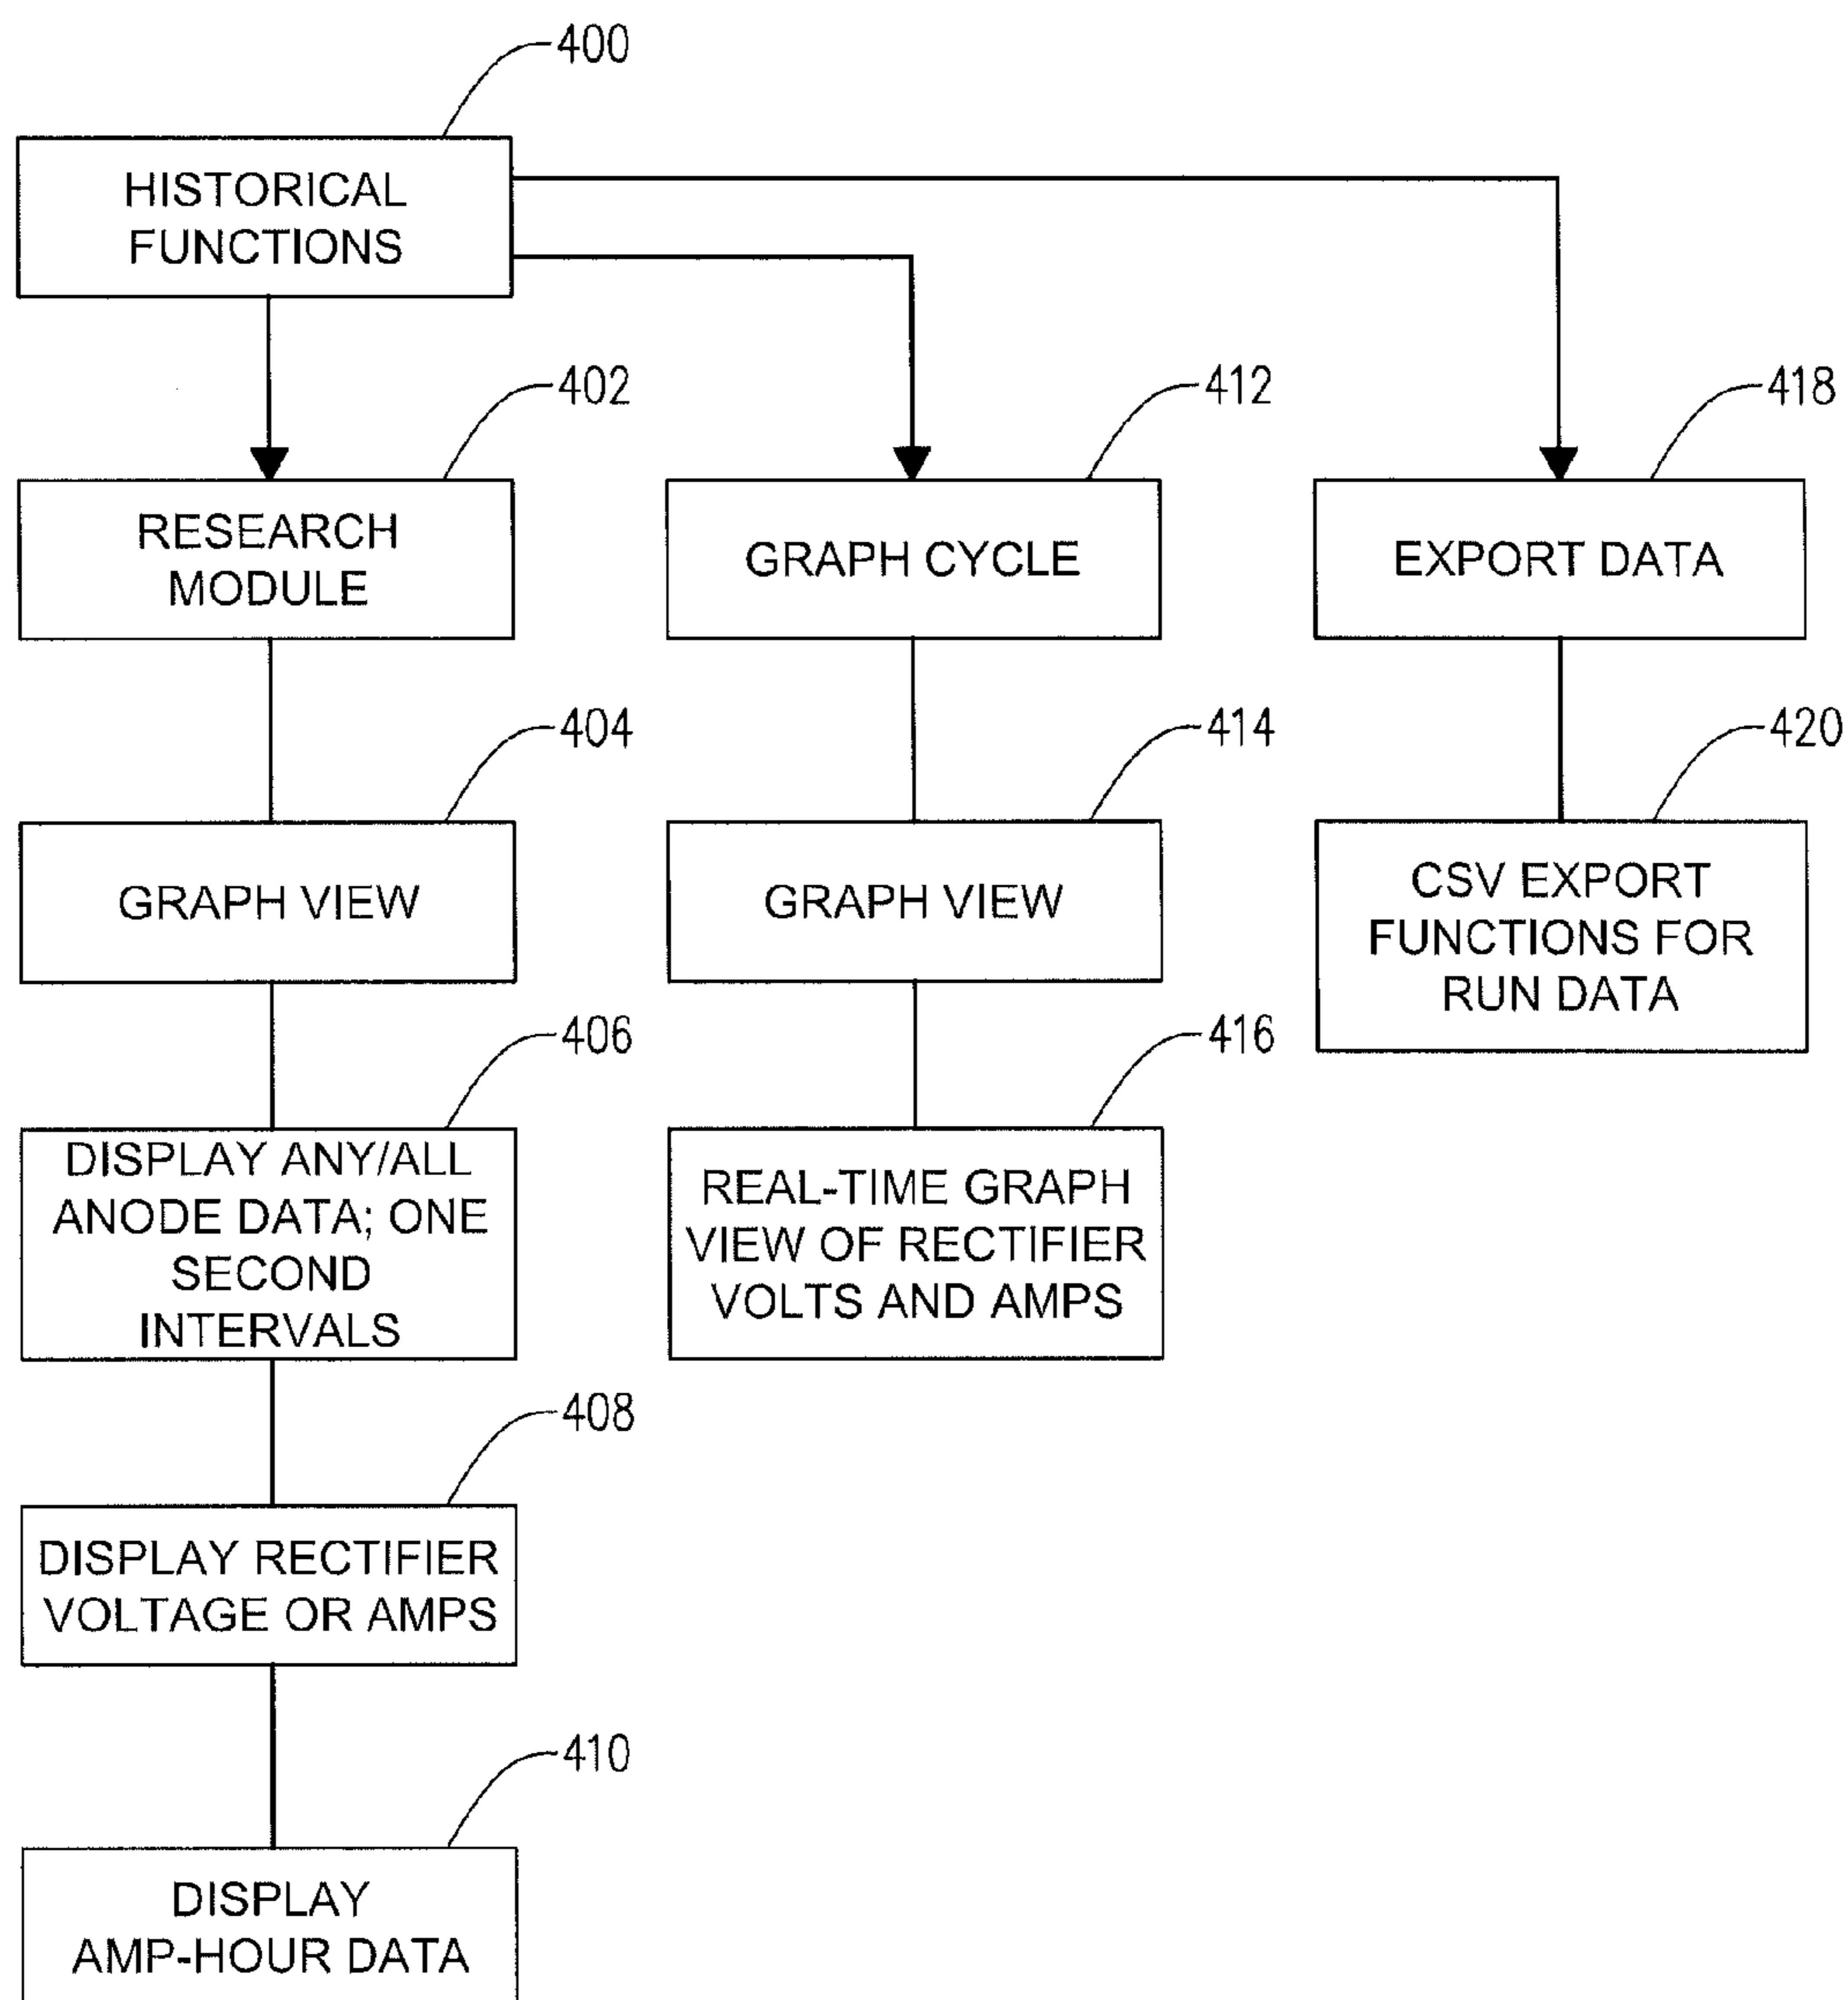 400
HISTORICAL
FUNCTIONS
402
RESEARCH
MODULE
404
GRAPH VIEW
406
DISPLAY ANY/ALL
ANODE DATA; ONE
SECOND
INTERVALS
408
DISPLAY RECTIFIER
VOLTAGE OR AMPS
410
DISPLAY
AMP-HOUR DATA
412
GRAPH CYCLE
414
GRAPH VIEW
416
REAL-TIME GRAPH
VIEW OF RECTIFIER
VOLTS AND AMPS
418
EXPORT DATA
420
CSV EXPORT
FUNCTIONS FOR
RUN DATA